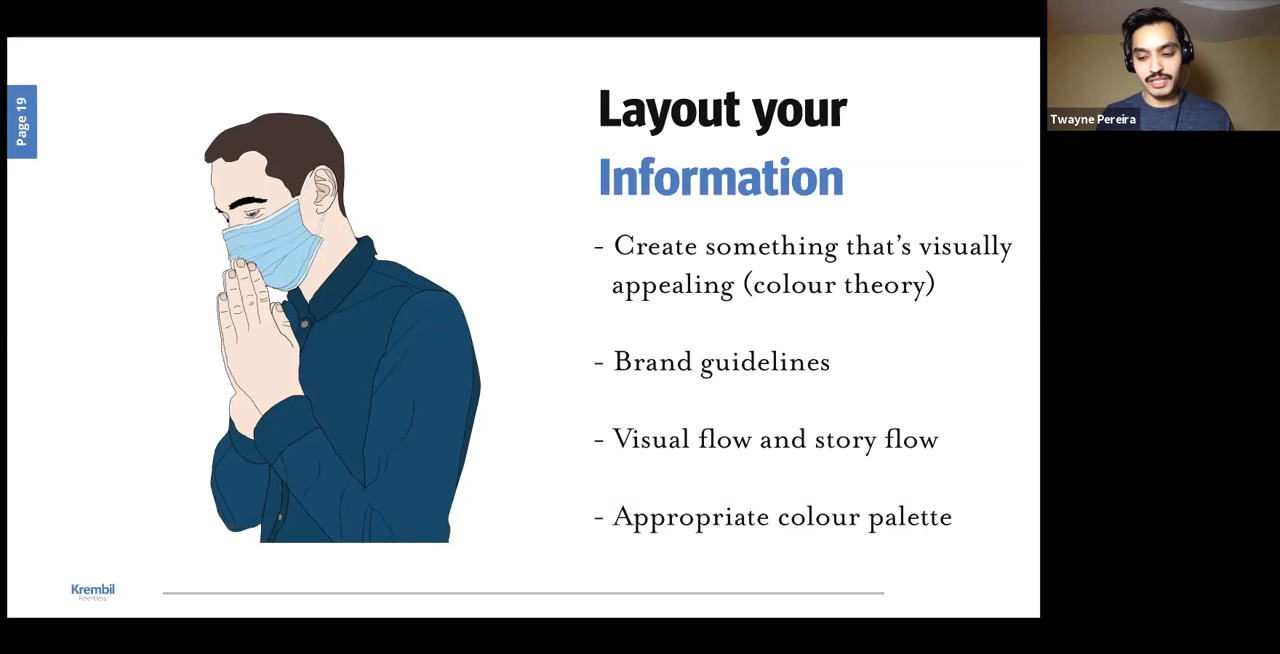 Page 19
Layout your
Information
- Create something that’s visually
appealing (colour theory)
- Brand guidelines
- Visual flow and story flow
- Appropriate colour palette
Krembil
Relentless.
Twayne Pereira